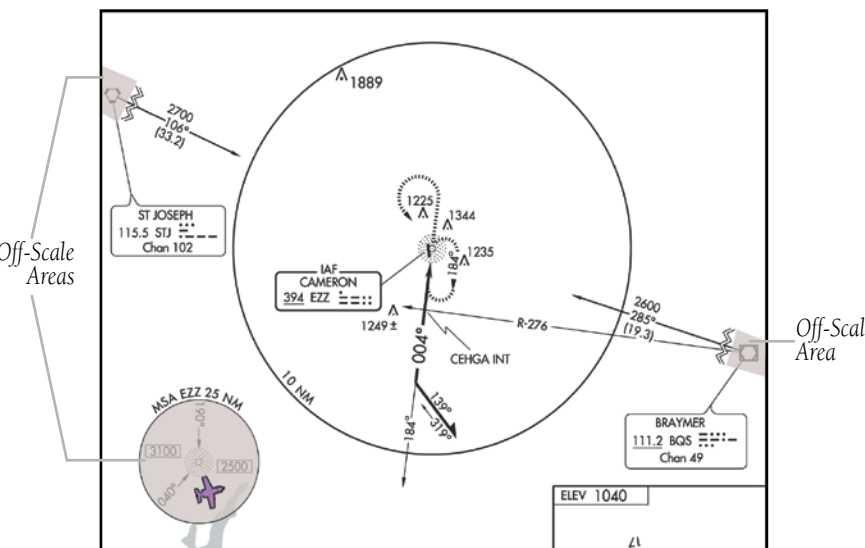 1889
2700
106°
(33.2)
ST JOSEPH
115.5 STJ
Chan 102
Off-Scale
Areas
1225
1344
1235
184°
IAF
CAMERON
394 EZZ
1249±
004°
R-276
CEHGA INT
2600
285°
(19.3)
Off-Scal
Area
10 NM
139°
319°
184°
BRAYMER
111.2 BQS
Chan 49
MSA EZZ 25 NM
190°
3100
2500
040°
ELEV 1040
17